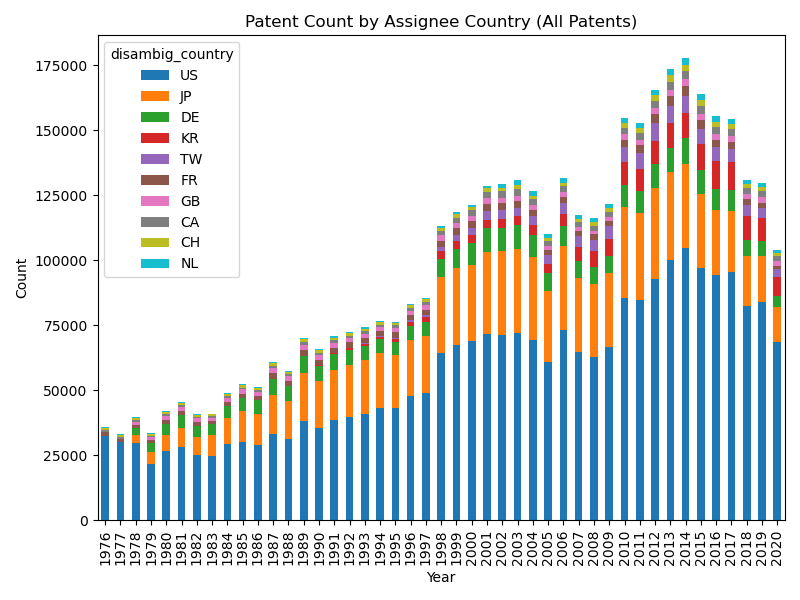 Patent Count by Assignee Country (All Patents)
disambig_country
US
JP
DE
KR
TW
FR
GB
CA
CH
NL
Count
175000
150000
125000
100000
75000
50000
25000
0
1976 1977 1978 1979 1980 1981 1982 1983 1984 1985 1986 1987 1988 1989 1990 1991 1992 1993 1994 1995 1996 1997 1998 1999 2000 2001 2002 2003 2004 2005 2006 2007 2008 2009 2010 2011 2012 2013 2014 2015 2016 2017 2018 2019 2020
Year